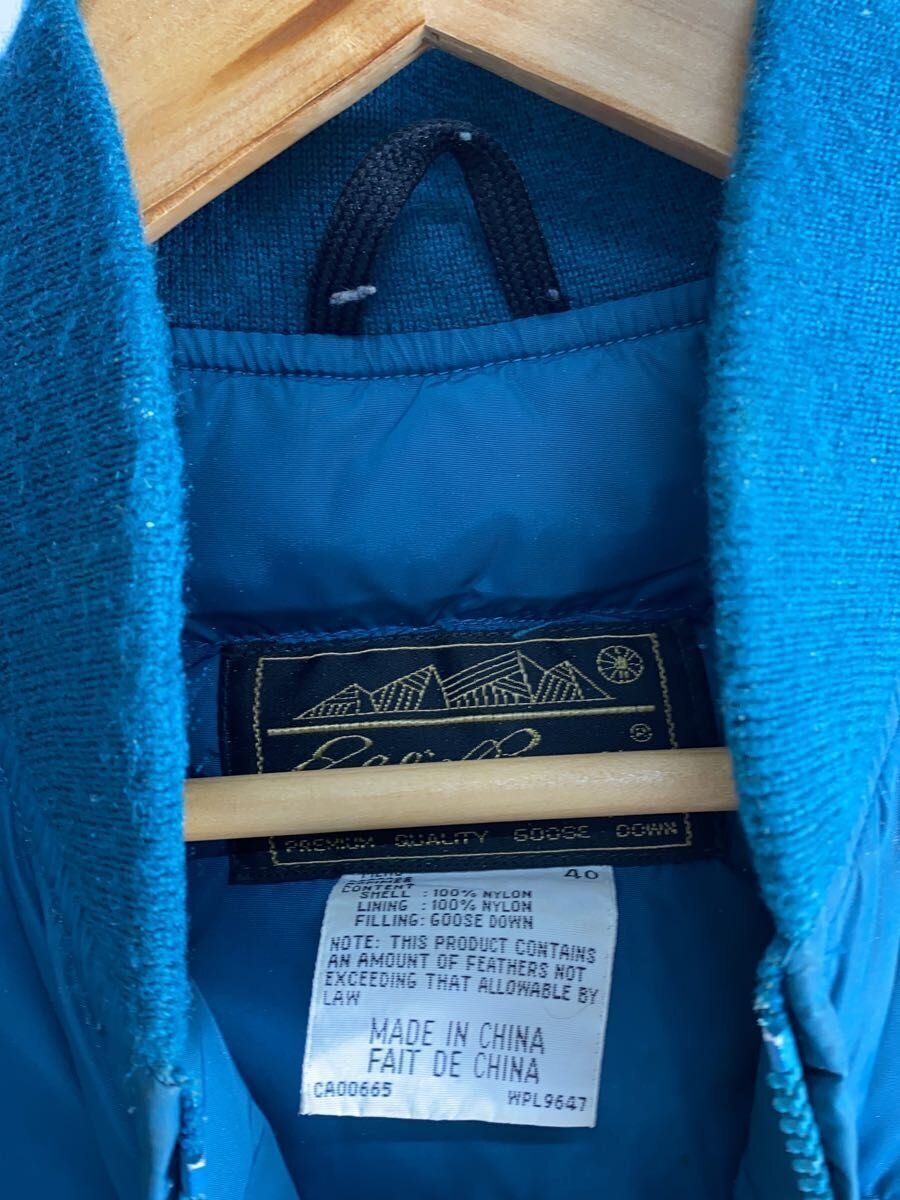 ®
PREMIUM QUALITY GOOSE DOWN
40
CONTENT
SHELL : 100% NYLON
LINING : 100% NYLON
FILLING: GOOSE DOWN
NOTE: THIS PRODUCT CONTAINS
AN AMOUNT OF FEATHERS NOT
EXCEEDING THAT ALLOWABLE BY
LAW
MADE IN CHINA
FAIT DE CHINA
CA00665 WPL9647